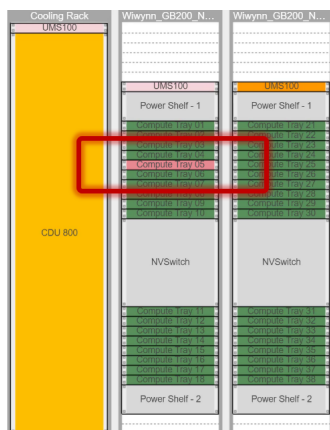 Cooling Rack
UMS100
CDU 800
Wiwynn_GB200_N...
UMS100
Power Shelf - 1
Compute Tray 01
Compute Tray 02
Compute Tray 03
Compute Tray 04
Compute Tray 05
Compute Tray 06
Compute Tray 07
Compute Tray 08
Compute Tray 09
Compute Tray 10
NVSwitch
Compute Tray 11
Compute Tray 12
Compute Tray 13
Compute Tray 14
Compute Tray 15
Compute Tray 16
Compute Tray 17
Compute Tray 18
Power Shelf - 2
Wiwynn_GB200_N...
UMS100
Power Shelf - 1
Compute Tray 21
Compute Tray 22
Compute Tray 23
Compute Tray 24
Compute Tray 25
Compute Tray 26
Compute Tray 27
Compute Tray 28
Compute Tray 29
Compute Tray 30
NVSwitch
Compute Tray 31
Compute Tray 32
Compute Tray 33
Compute Tray 34
Compute Tray 35
Compute Tray 36
Compute Tray 37
Compute Tray 38
Power Shelf - 2